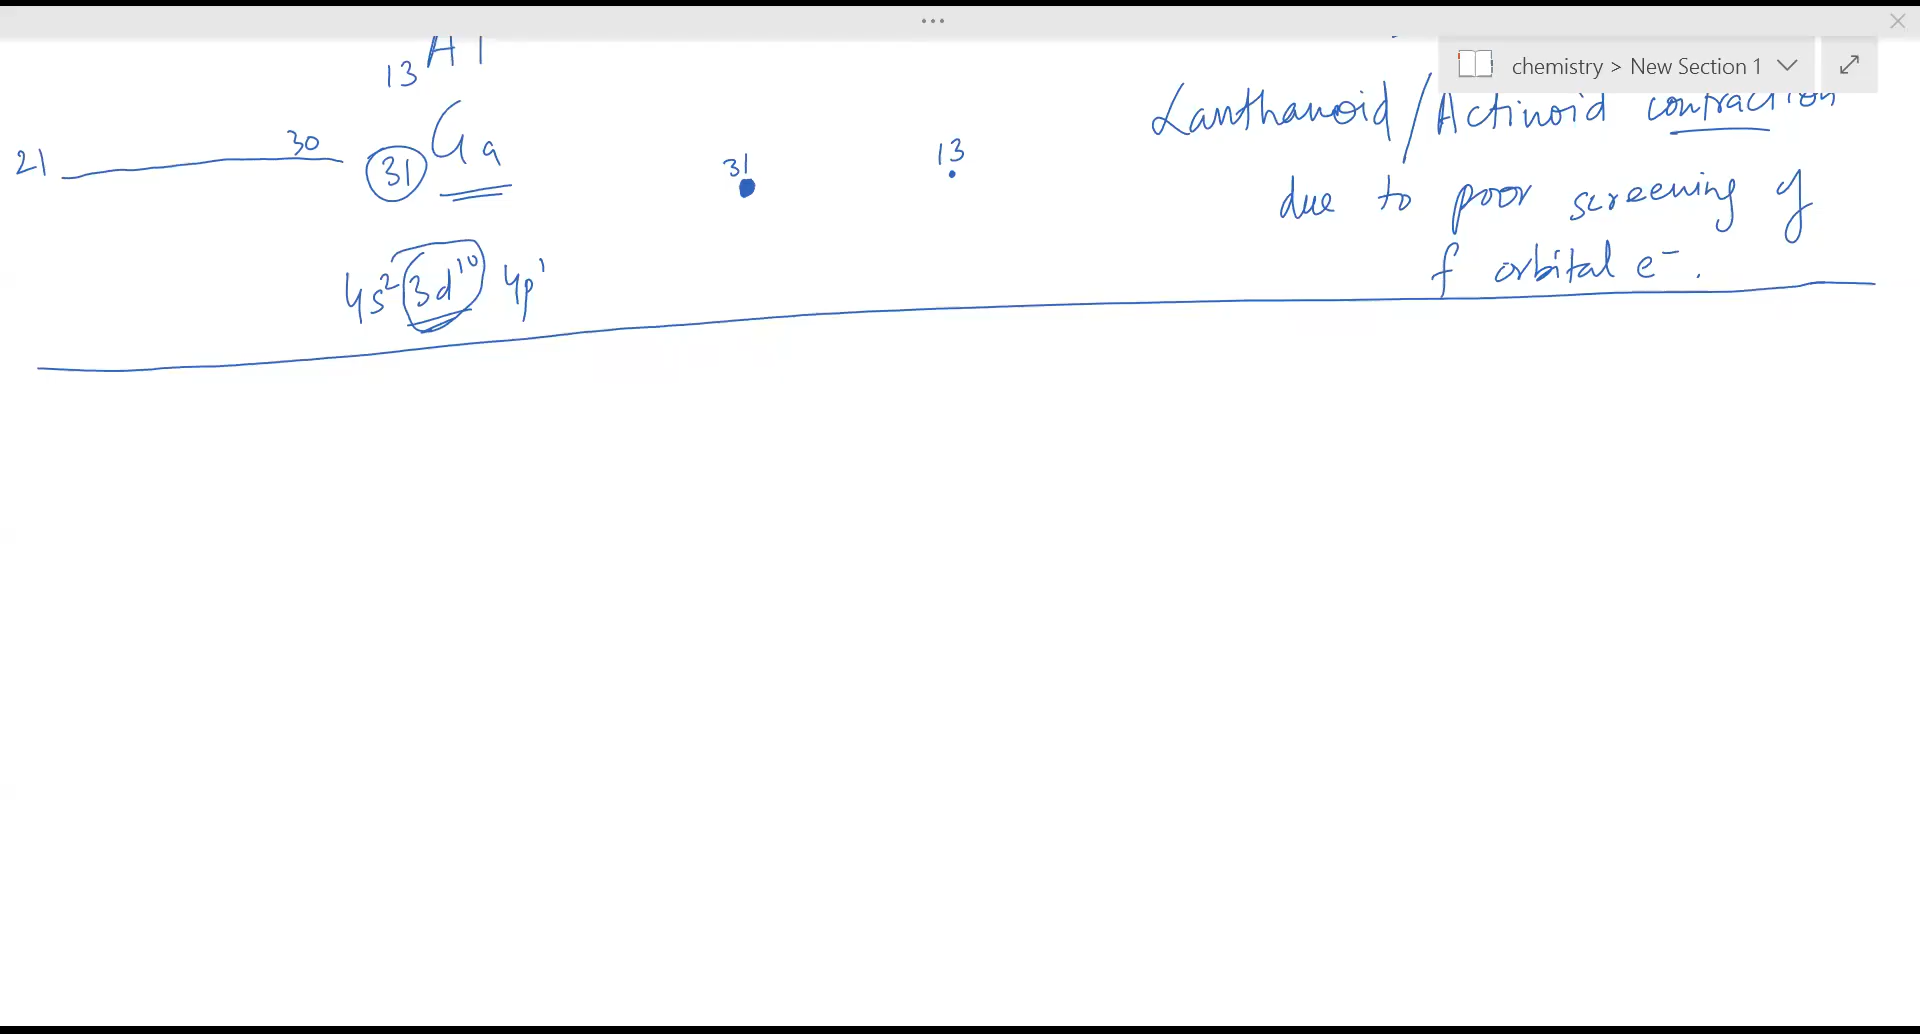 chemistry > New Section 1
13 Al
Lanthanoid/Actinoid contraction
21 30 31 Ga 31 13
due to poor screening of
4s² 3d¹⁰ 4p¹
f orbital e⁻.